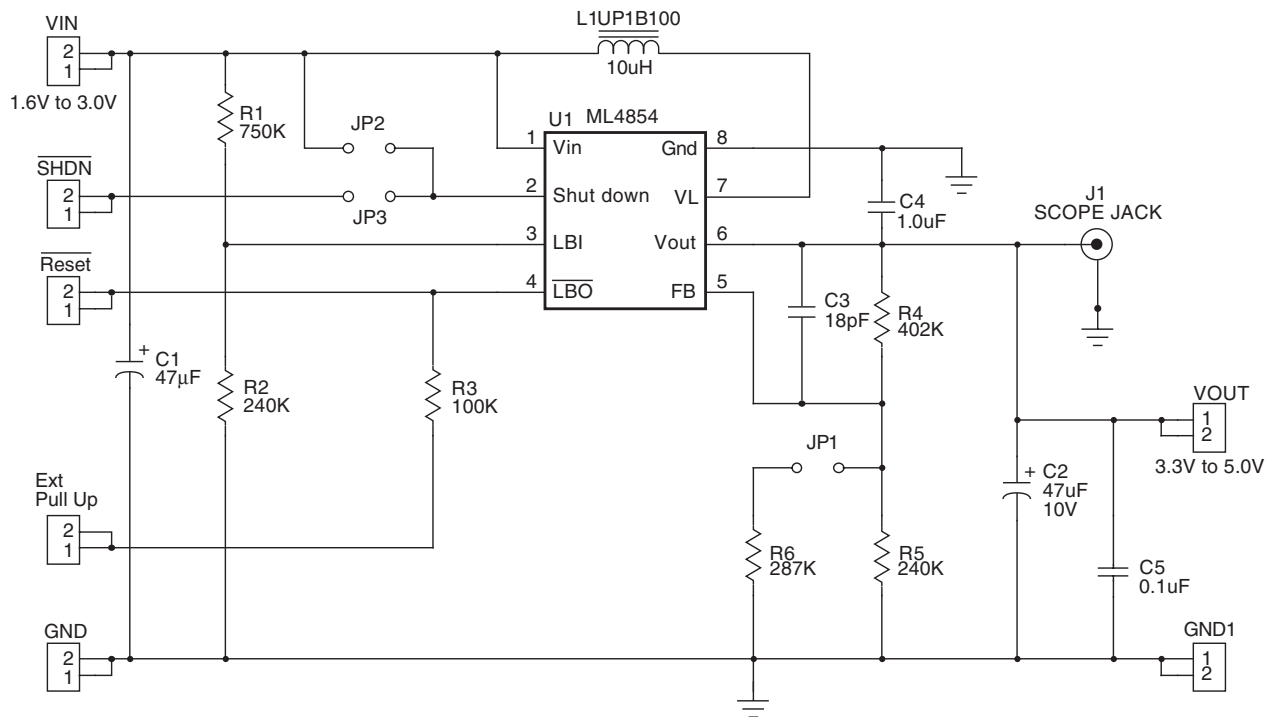 L1UP1B100
10uH
VIN
2
1
1.6V to 3.0V
R1
750K
JP2
JP3
U1 ML4854
1 Vin
2 Shut down
3 LBI
4 LBO
Gnd 8
VL 7
Vout 6
FB 5
SHDN
2
1
Reset
2
1
C4
1.0uF
J1
SCOPE JACK
C3
18pF
R4
402K
C1
+
47µF
R2
240K
R3
100K
VOUT
1
2
3.3V to 5.0V
JP1
+
C2
47uF
10V
Ext
Pull Up
2
1
R6
287K
R5
240K
C5
0.1uF
GND
2
1
GND1
1
2